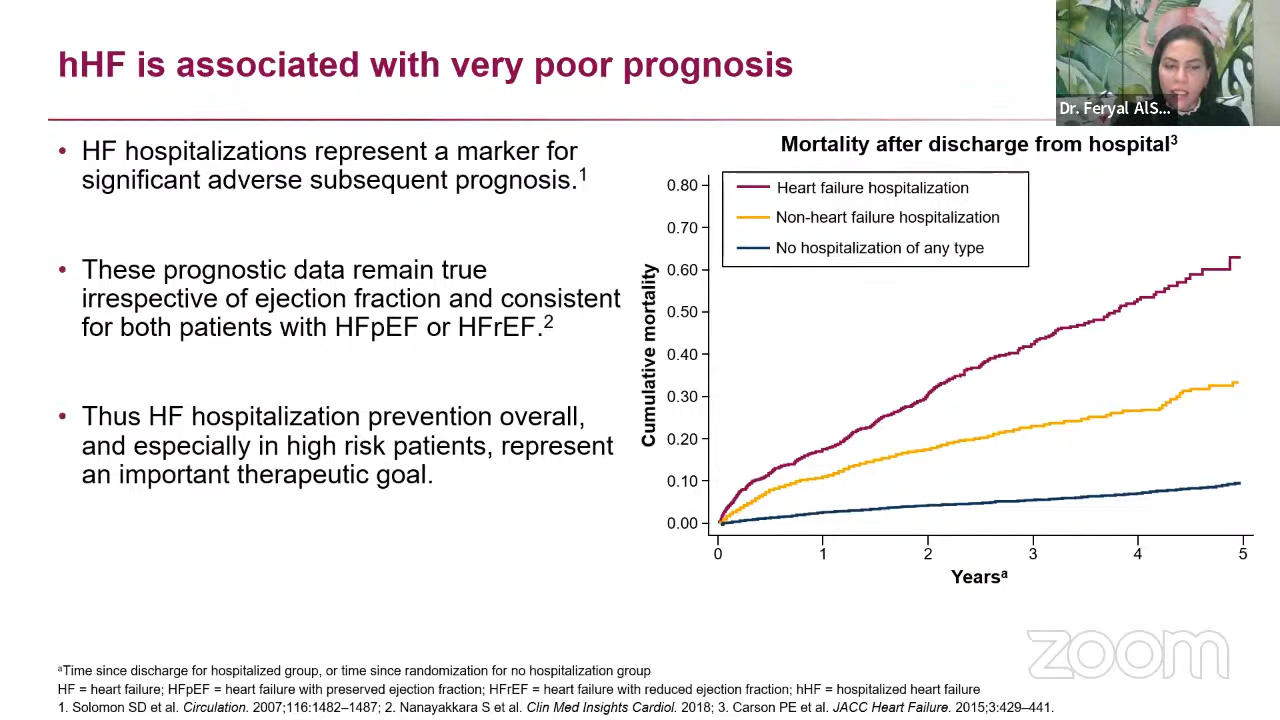 hHF is associated with very poor prognosis
Dr. Feryal AlS...
• HF hospitalizations represent a marker for
significant adverse subsequent prognosis.1
• These prognostic data remain true
irrespective of ejection fraction and consistent
for both patients with HFpEF or HFrEF.2
• Thus HF hospitalization prevention overall,
and especially in high risk patients, represent
an important therapeutic goal.
Mortality after discharge from hospital3
Heart failure hospitalization
Non-heart failure hospitalization
No hospitalization of any type
Cumulative mortality
0.80
0.70
0.60
0.50
0.40
0.30
0.20
0.10
0.00
0 1 2 3 4 5
Yearsa
zoom
aTime since discharge for hospitalized group, or time since randomization for no hospitalization group
HF = heart failure; HFpEF = heart failure with preserved ejection fraction; HFrEF = heart failure with reduced ejection fraction; hHF = hospitalized heart failure
1. Solomon SD et al. Circulation. 2007;116:1482–1487; 2. Nanayakkara S et al. Clin Med Insights Cardiol. 2018; 3. Carson PE et al. JACC Heart Failure. 2015;3:429–441.